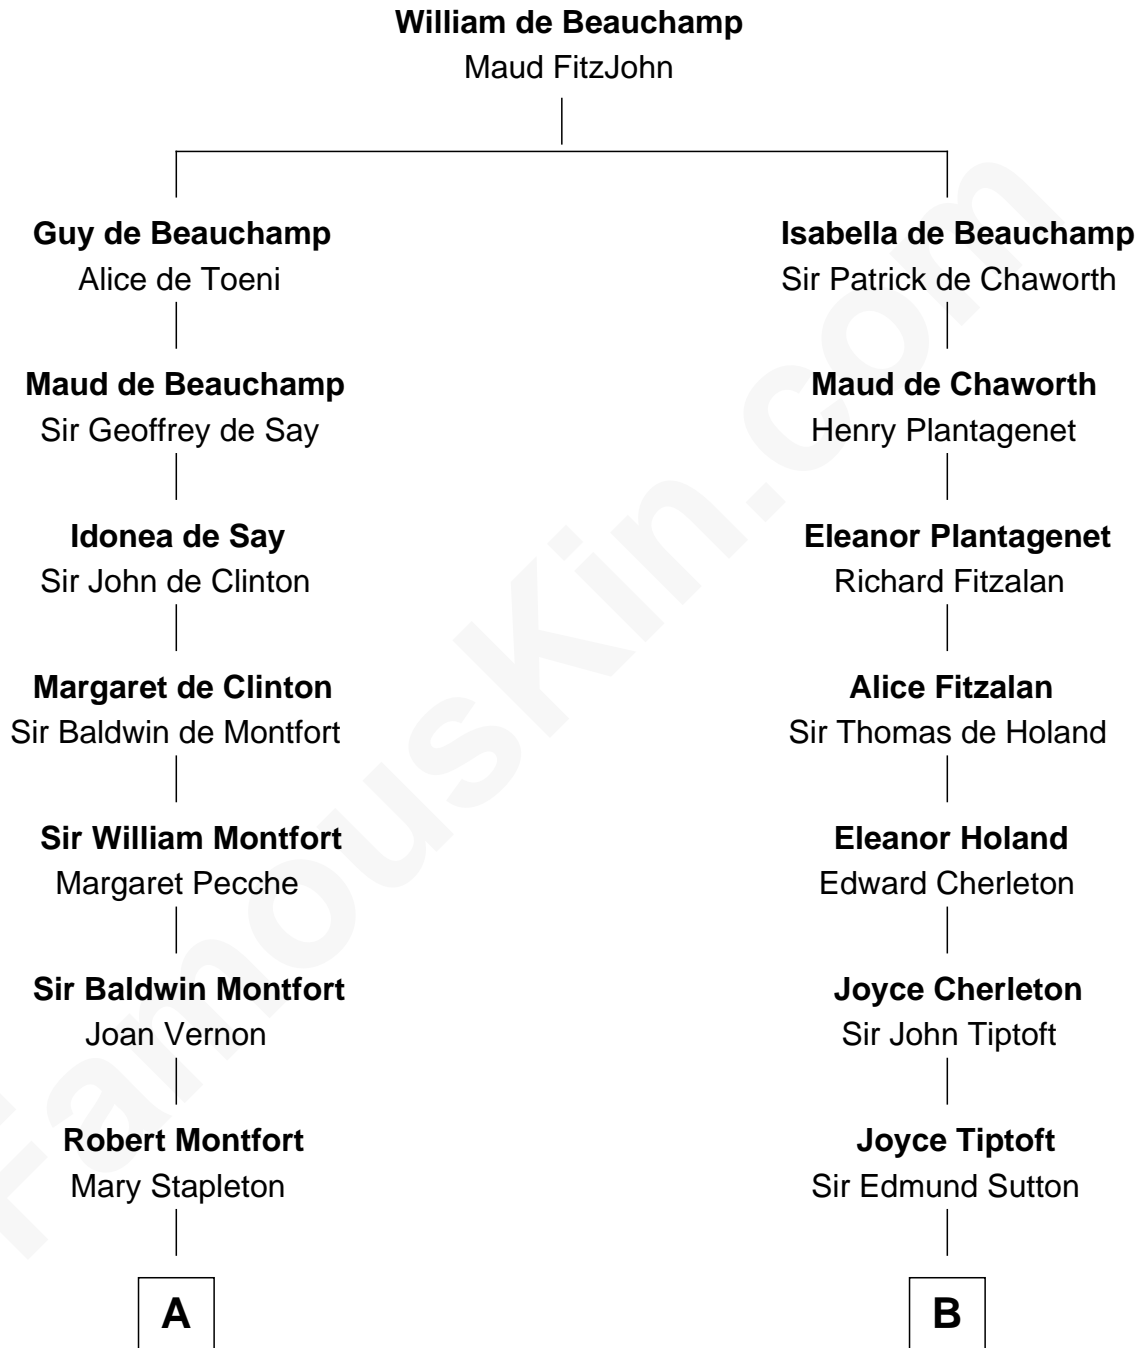 William de Beauchamp
Maud FitzJohn
Guy de Beauchamp
Alice de Toeni
Isabella de Beauchamp
Sir Patrick de Chaworth
Maud de Beauchamp
Sir Geoffrey de Say
Maud de Chaworth
Henry Plantagenet
Idonea de Say
Sir John de Clinton
Eleanor Plantagenet
Richard Fitzalan
Margaret de Clinton
Sir Baldwin de Montfort
Alice Fitzalan
Sir Thomas de Holand
Sir William Montfort
Margaret Pecche
Eleanor Holand
Edward Cherleton
Sir Baldwin Montfort
Joan Vernon
Joyce Cherleton
Sir John Tiptoft
Robert Montfort
Mary Stapleton
Joyce Tiptoft
Sir Edmund Sutton
A
B
FamousKin.com